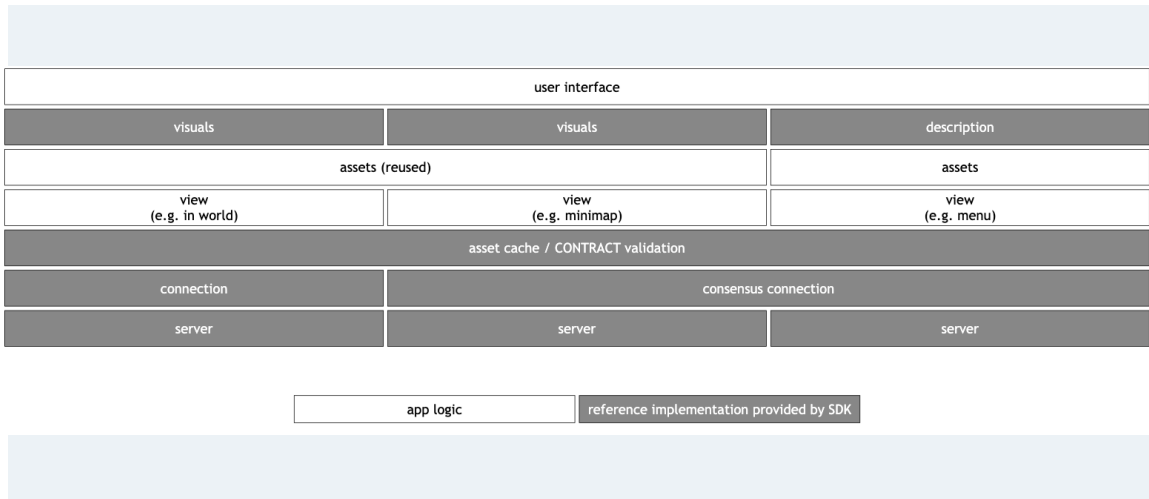 user interface
visuals
visuals
description
assets (reused)
assets
view
(e.g. in world)
view
(e.g. minimap)
view
(e.g. menu)
asset cache / CONTRACT validation
connection
consensus connection
server
server
server
app logic
reference implementation provided by SDK